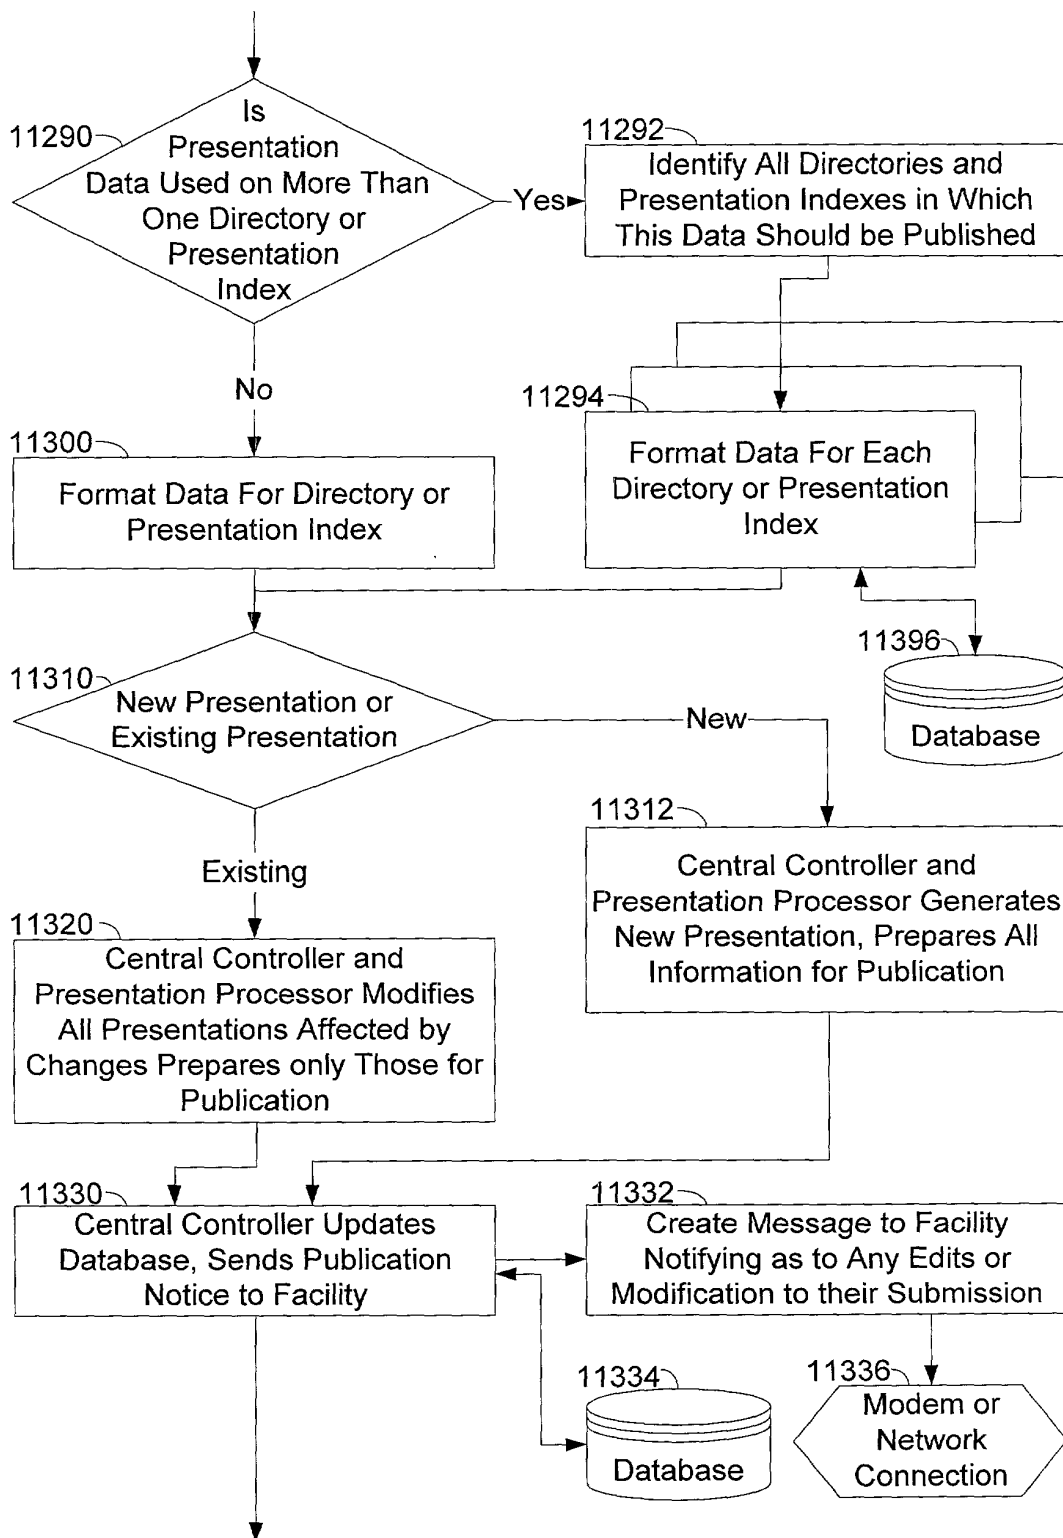 11290
Is
Presentation
Data Used on More Than
One Directory or
Presentation
Index
Yes
11292
Identify All Directories and
Presentation Indexes in Which
This Data Should be Published
No
11294
Format Data For Each
Directory or Presentation
Index
11300
Format Data For Directory or
Presentation Index
11396
Database
11310
New Presentation or
Existing Presentation
New
11312
Central Controller and
Presentation Processor Generates
New Presentation, Prepares All
Information for Publication
Existing
11320
Central Controller and
Presentation Processor Modifies
All Presentations Affected by
Changes Prepares only Those for
Publication
11330
Central Controller Updates
Database, Sends Publication
Notice to Facility
11332
Create Message to Facility
Notifying as to Any Edits or
Modification to their Submission
11334
Database
11336
Modem or
Network
Connection